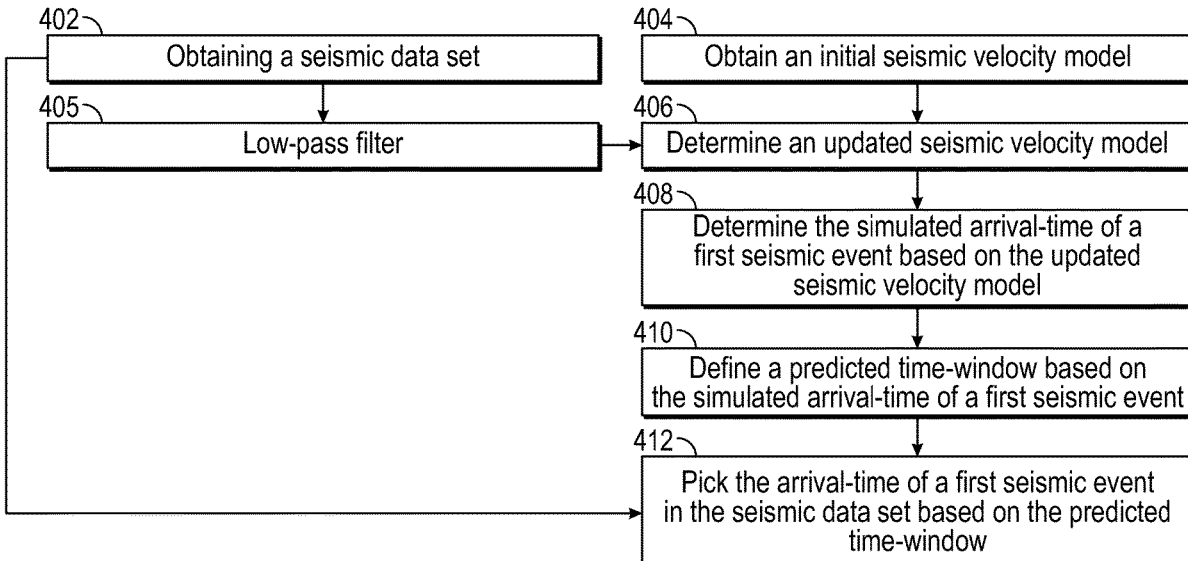 402
Obtaining a seismic data set
404
Obtain an initial seismic velocity model
405
Low-pass filter
406
Determine an updated seismic velocity model
408
Determine the simulated arrival-time of a
first seismic event based on the updated
seismic velocity model
410
Define a predicted time-window based on
the simulated arrival-time of a first seismic event
412
Pick the arrival-time of a first seismic event
in the seismic data set based on the predicted
time-window